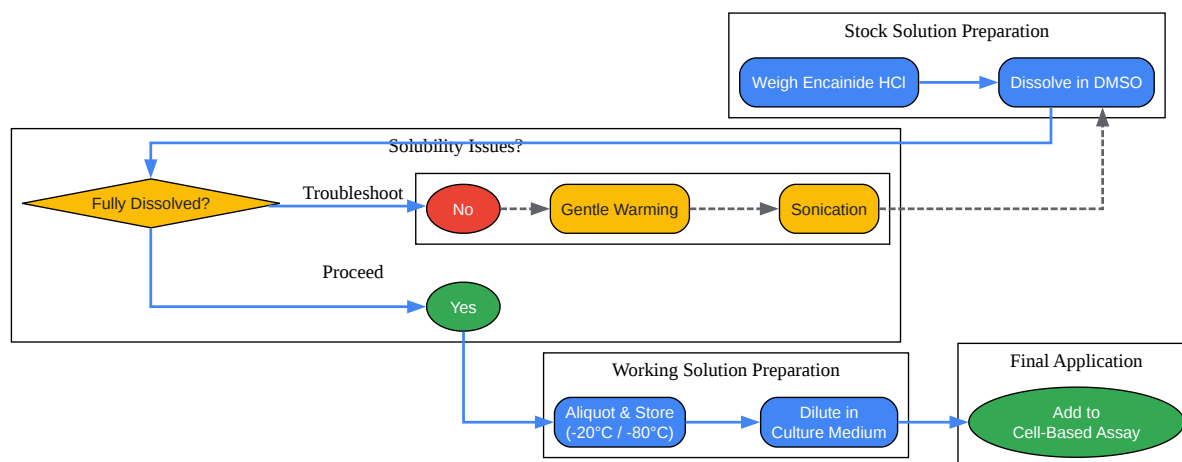 Stock Solution Preparation
Weigh Encainide HCl
Dissolve in DMSO
Solubility Issues?
Fully Dissolved?
Troubleshoot
No
Gentle Warming
Sonication
Proceed
Yes
Working Solution Preparation
Aliquot & Store
(-20°C / -80°C)
Dilute in
Culture Medium
Final Application
Add to
Cell-Based Assay